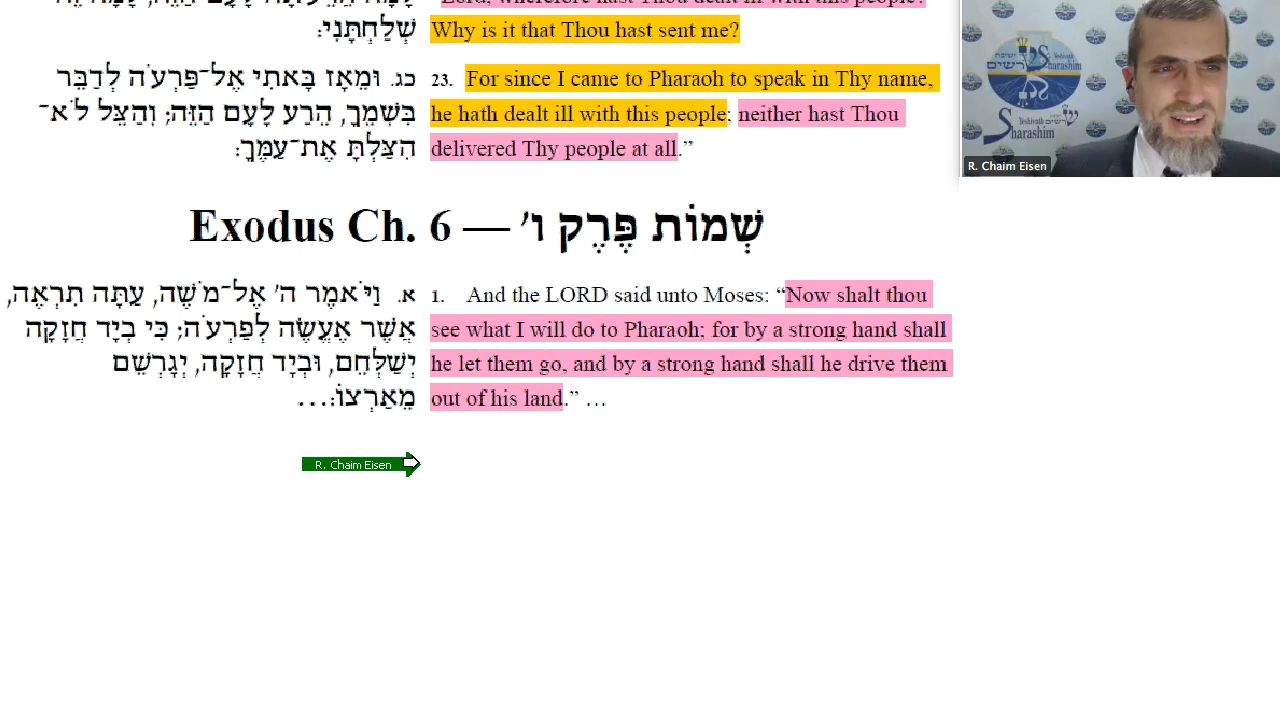 שְׁלַחְתָּנִי:
Why is it that Thou hast sent me?
כג. וּמֵאָז בָּאתִי אֶל־פַּרְעֹה לְדַבֵּר
בִּשְׁמֶךָ, הֵרַע לָעָם הַזֶּה; וְהַצֵּל לֹא־
הִצַּלְתָּ אֶת־עַמֶּךָ:
23. For since I came to Pharaoh to speak in Thy name,
he hath dealt ill with this people; neither hast Thou
delivered Thy people at all.”
Exodus Ch. 6 — שְׁמוֹת פֶּרֶק ו׳
א. וַיֹּאמֶר ה׳ אֶל־מֹשֶׁה, עַתָּה תִרְאֶה,
אֲשֶׁר אֶעֱשֶׂה לְפַרְעֹה; כִּי בְיָד חֲזָקָה
יְשַׁלְּחֵם, וּבְיָד חֲזָקָה, יְגָרְשֵׁם
מֵאַרְצוֹ:...
1. And the LORD said unto Moses: “Now shalt thou
see what I will do to Pharaoh; for by a strong hand shall
he let them go, and by a strong hand shall he drive them
out of his land.” …
R. Chaim Eisen
ישיבת
שרשים
Yeshivath
Sharashim
R. Chaim Eisen